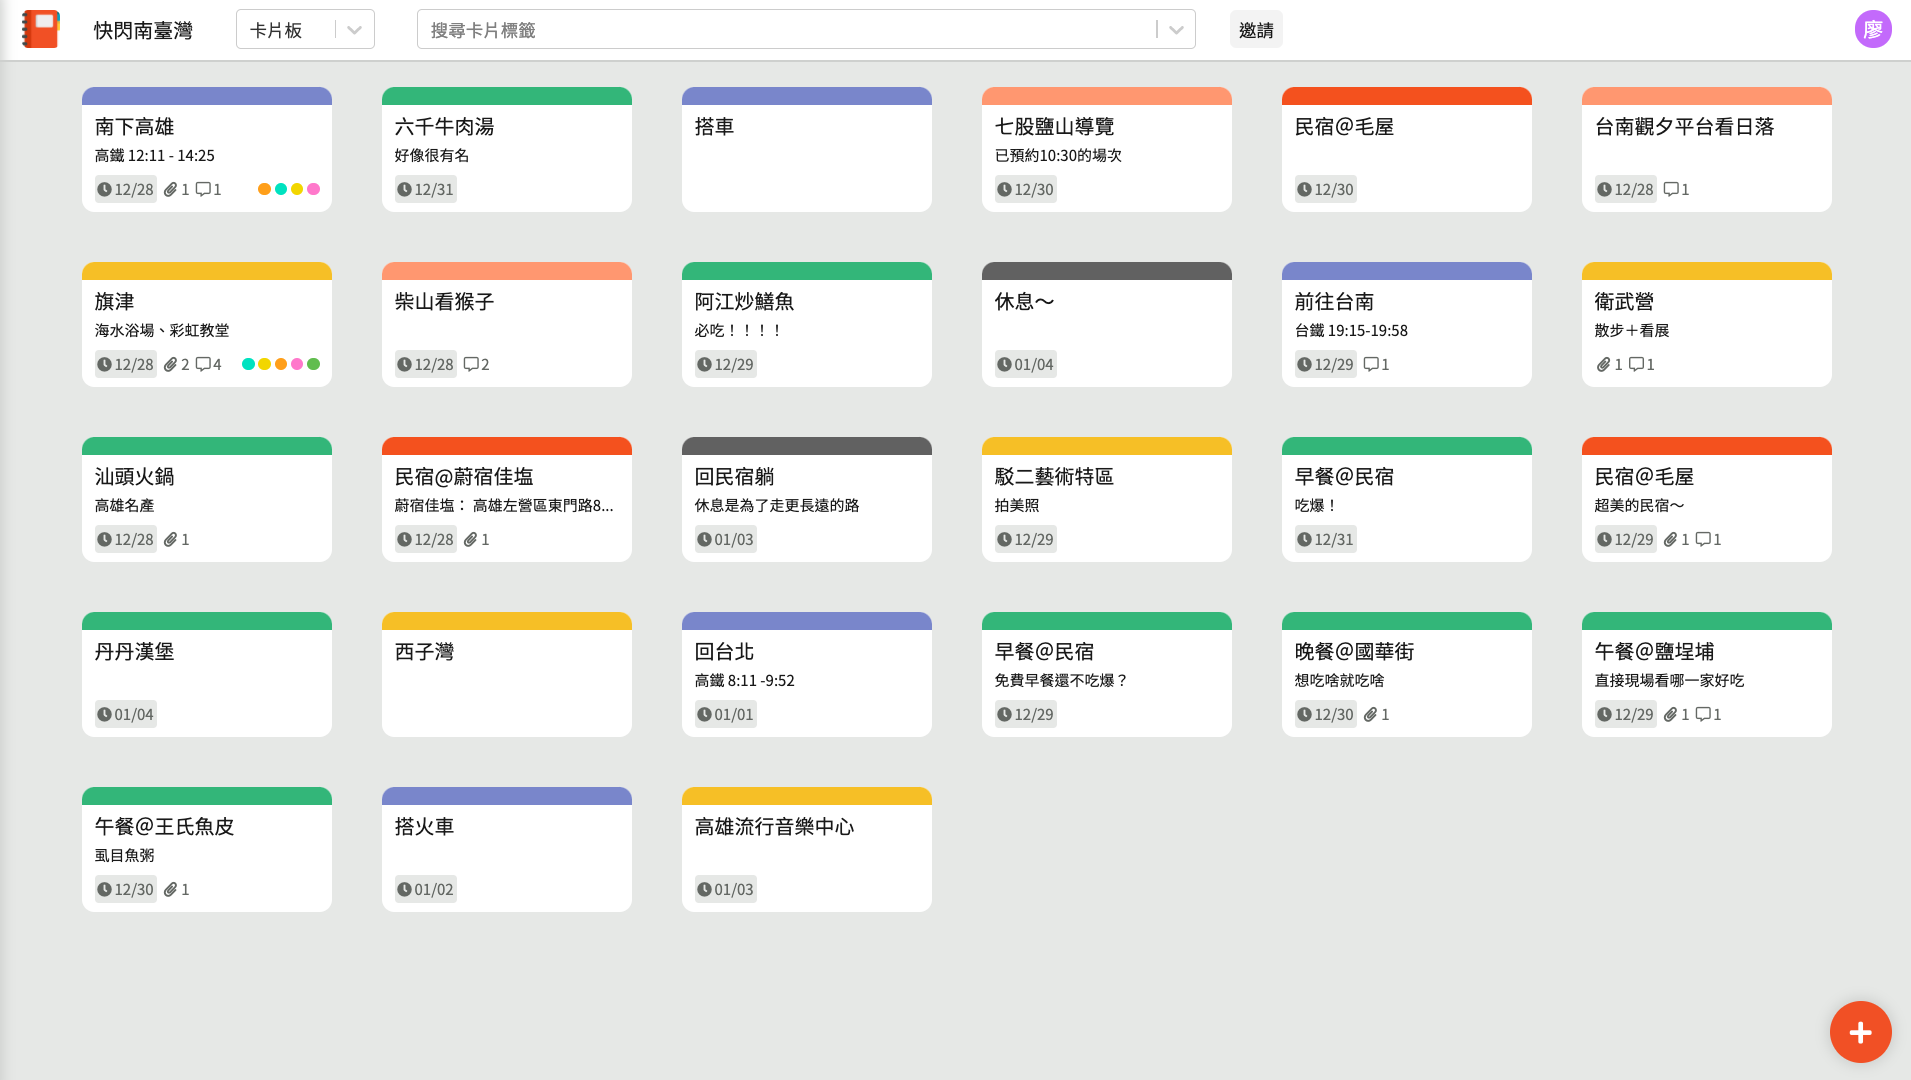 快閃南臺灣
卡片板
搜尋卡片標籤
邀請
廖
南下高雄
高鐵 12:11 - 14:25
12/28 1 1
六千牛肉湯
好像很有名
12/31
搭車
七股鹽山導覽
已預約10:30的場次
12/30
民宿@毛屋
12/30
台南觀夕平台看日落
12/28 1
旗津
海水浴場、彩虹教堂
12/28 2 4
柴山看猴子
12/28 2
阿江炒鱔魚
必吃！！！！
12/29
休息～
01/04
前往台南
台鐵 19:15-19:58
12/29 1
衛武營
散步＋看展
1 1
汕頭火鍋
高雄名產
12/28 1
民宿@蔚宿佳塩
蔚宿佳塩： 高雄左營區東門路8...
12/28 1
回民宿躺
休息是為了走更長遠的路
01/03
駁二藝術特區
拍美照
12/29
早餐@民宿
吃爆！
12/31
民宿@毛屋
超美的民宿～
12/29 1 1
丹丹漢堡
01/04
西子灣
回台北
高鐵 8:11 -9:52
01/01
早餐@民宿
免費早餐還不吃爆？
12/29
晚餐@國華街
想吃啥就吃啥
12/30 1
午餐@鹽埕埔
直接現場看哪一家好吃
12/29 1 1
午餐@王氏魚皮
虱目魚粥
12/30 1
搭火車
01/02
高雄流行音樂中心
01/03